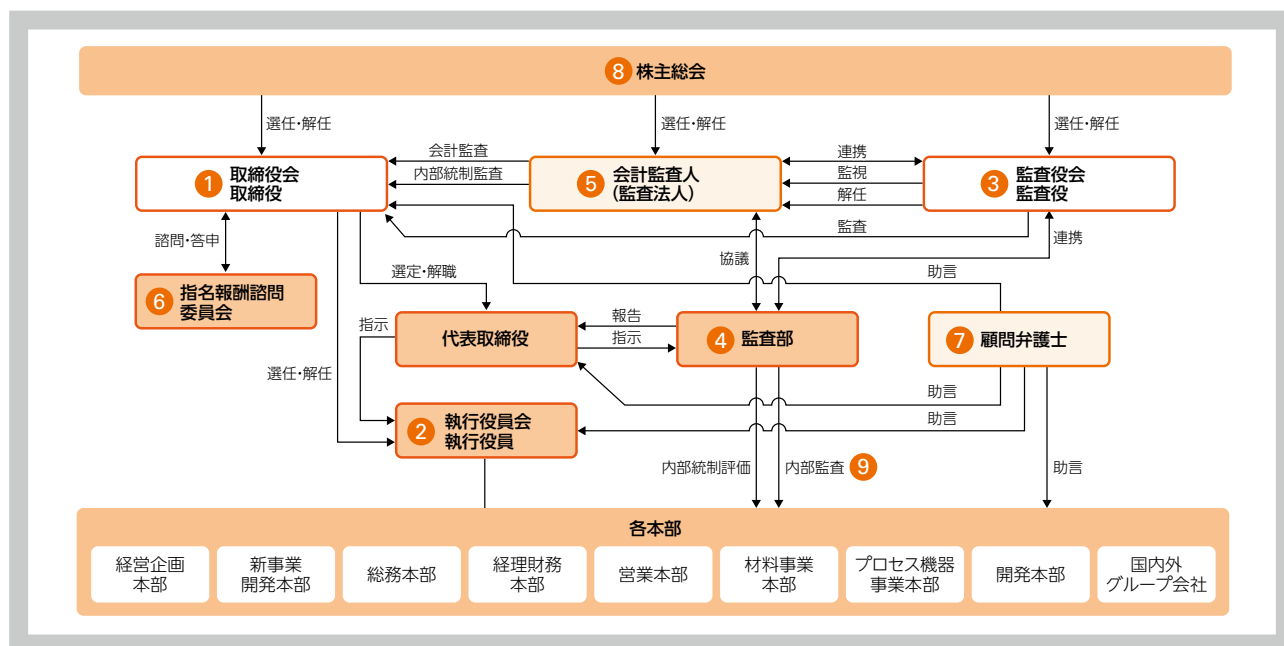 8 株主総会
選任・解任
選任・解任
選任・解任
1 取締役会
取締役
会計監査
内部統制監査
5 会計監査人
（監査法人）
連携
監視
解任
3 監査役会
監査役
監査
諮問・答申
協議
連携
選定・解職
助言
6 指名報酬諮問
委員会
指示
代表取締役
報告
指示
4 監査部
7 顧問弁護士
選任・解任
助言
助言
2 執行役員会
執行役員
内部統制評価
内部監査 9
助言
各本部
経営企画
本部
新事業
開発本部
総務本部
経理財務
本部
営業本部
材料事業
本部
プロセス機器
事業本部
開発本部
国内外
グループ会社